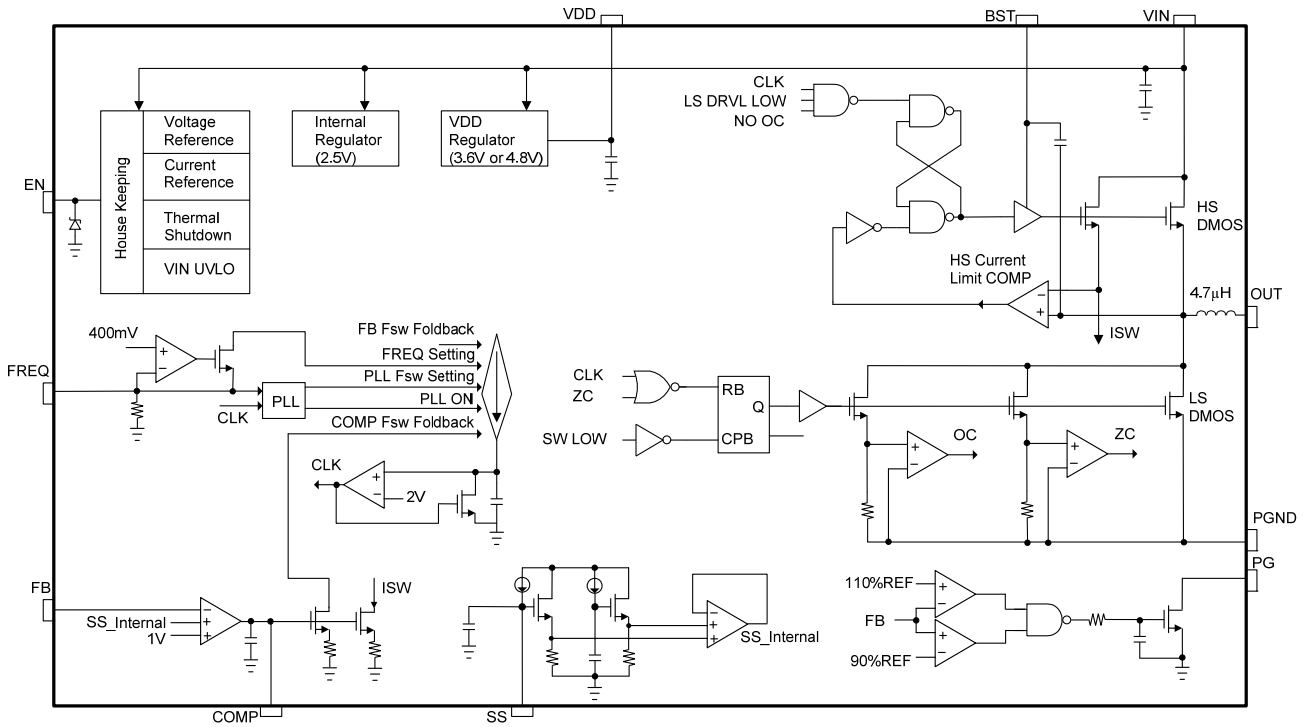 VDD
BST
VIN
CLK
LS DRVL LOW
NO OC
House Keeping
Voltage
Reference
Current
Reference
Thermal
Shutdown
VIN UVLO
Internal
Regulator
(2.5V)
VDD
Regulator
(3.6V or 4.8V)
EN
HS
DMOS
HS Current
Limit COMP
−
+
ISW
4.7µH
OUT
400mV
+
−
FREQ
PLL
CLK
FB Fsw Foldback
FREQ Setting
PLL Fsw Setting
PLL ON
COMP Fsw Foldback
CLK
+
−
2V
CLK
ZC
SW LOW
RB
Q
CPB
LS
DMOS
+
−
OC
+
−
ZC
PGND
PG
FB
SS_Internal
1V
−
+
+
ISW
COMP
SS
−
+
+
SS_Internal
110%REF
FB
90%REF
+
−
+
−